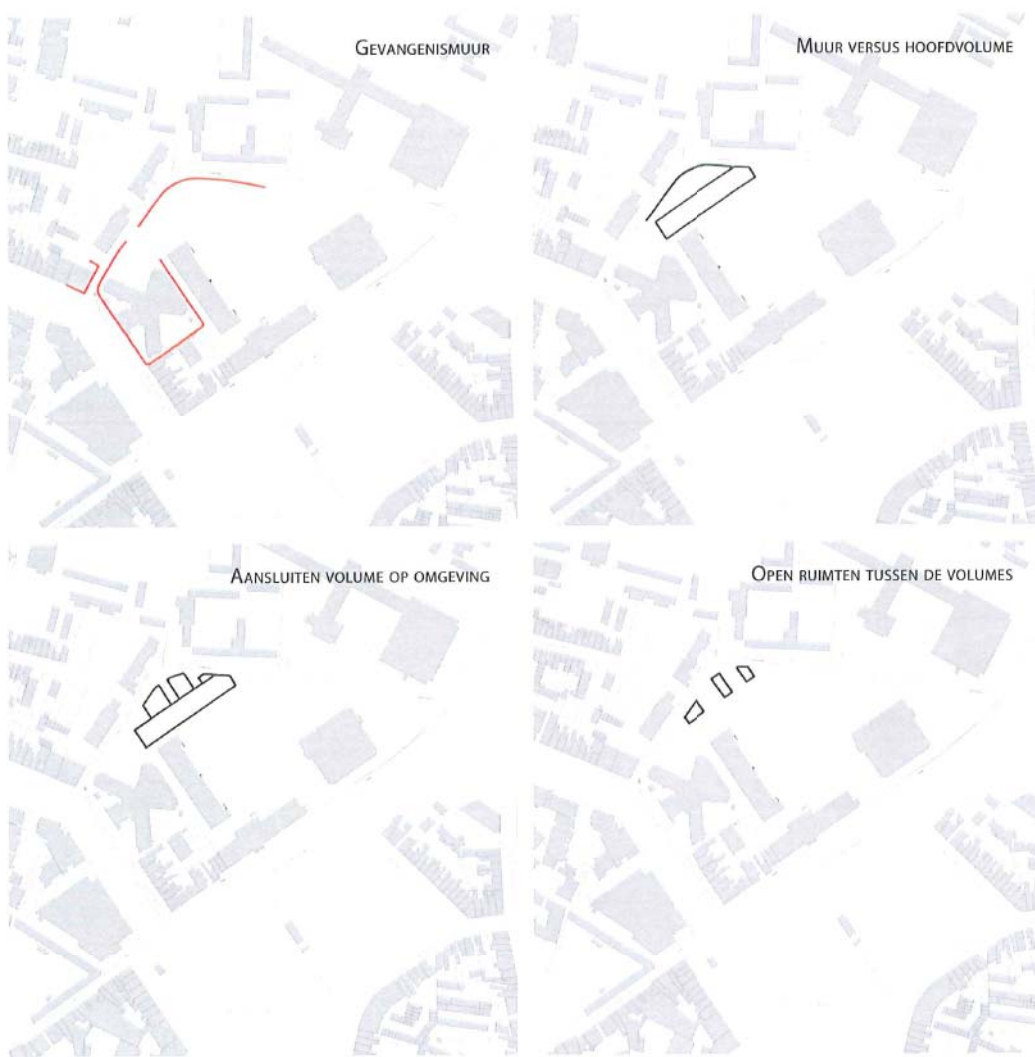 Gevangenismuur
Muur versus hoofdvolume
Aansluiten volume op omgeving
Open ruimten tussen de volumes